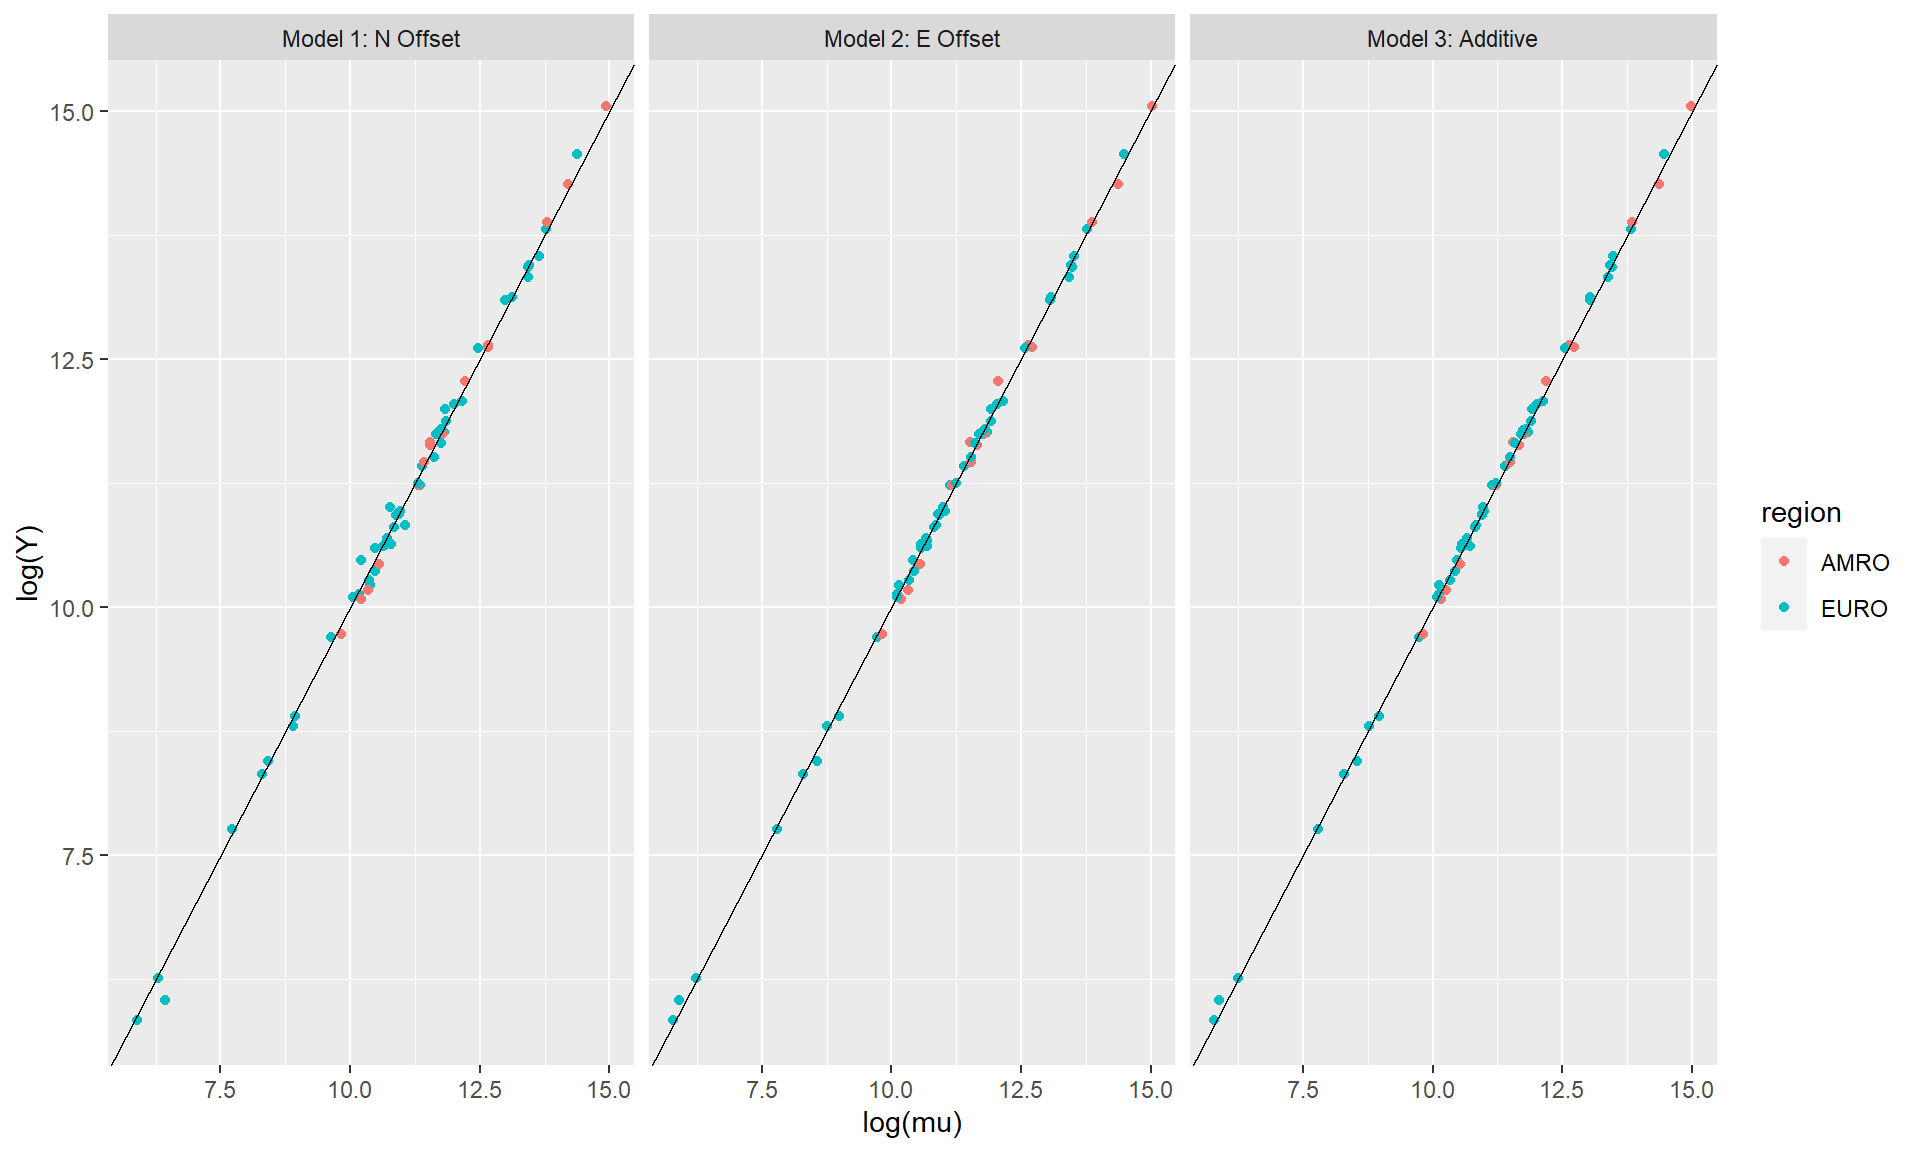 Model 1: N Offset
Model 2: E Offset
Model 3: Additive
15.0
12.5
10.0
7.5
log(Y)
7.5 10.0 12.5 15.0
7.5 10.0 12.5 15.0
7.5 10.0 12.5 15.0
log(mu)
region
AMRO
EURO